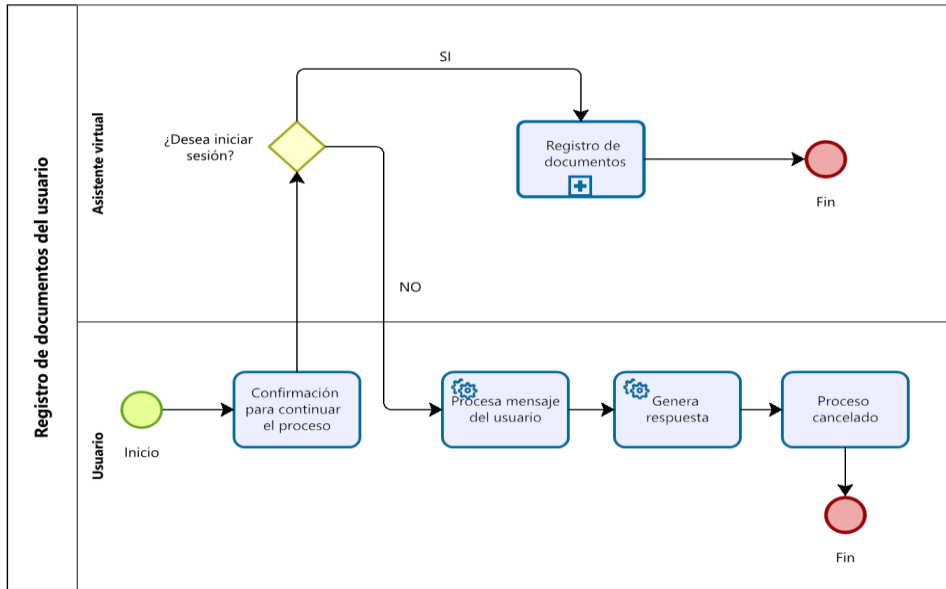 Registro de documentos del usuario
Asistente virtual
SI
¿Desea iniciar
sesión?
Registro de
documentos
Fin
NO
Usuario
Inicio
Confirmación
para continuar
el proceso
Procesa mensaje
del usuario
Genera
respuesta
Proceso
cancelado
Fin